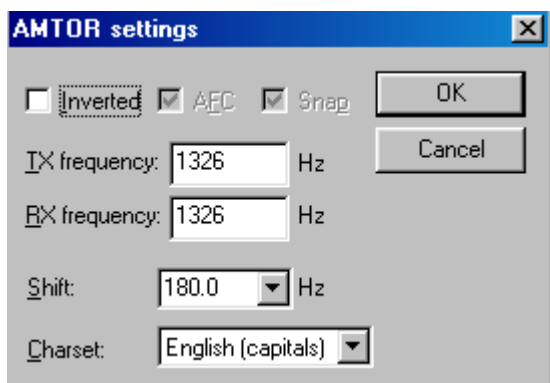 AMTOR settings
Inverted AFC Snap OK
Cancel
TX frequency: 1326 Hz
RX frequency: 1326 Hz
Shift: 180.0 Hz
Charset: English (capitals)